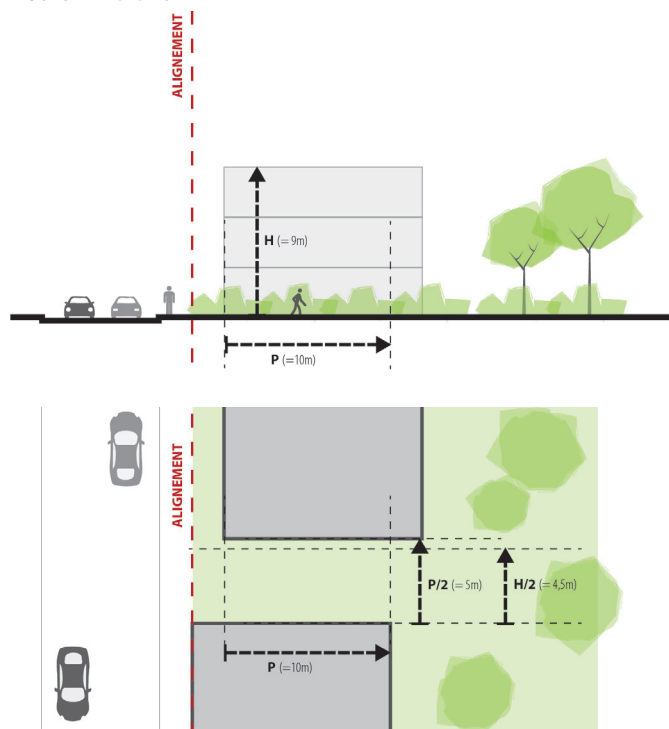 ALIGNEMENT
H (= 9m)
P (=10m)
ALIGNEMENT
P/2 (= 5m)
H/2 (= 4,5m)
P (=10m)